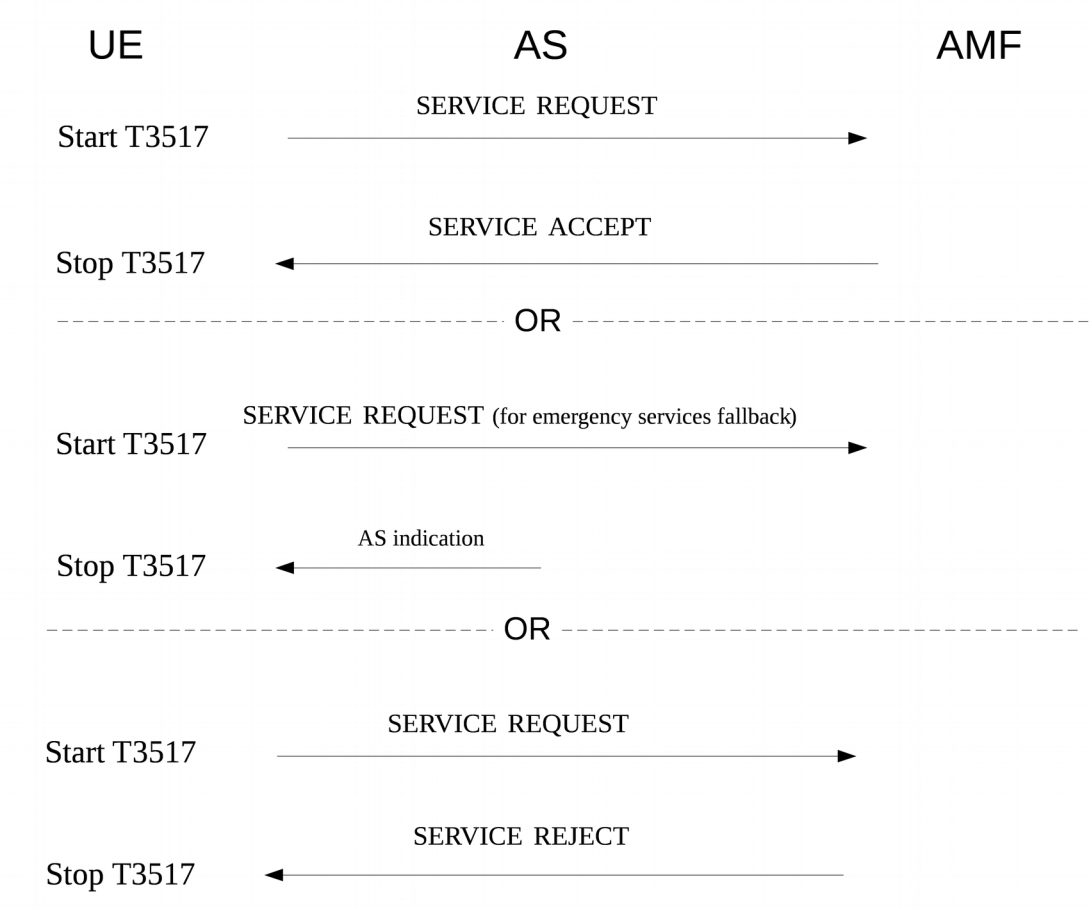 UE AS AMF
SERVICE REQUEST
Start T3517
SERVICE ACCEPT
Stop T3517
OR
SERVICE REQUEST (for emergency services fallback)
Start T3517
AS indication
Stop T3517
OR
SERVICE REQUEST
Start T3517
SERVICE REJECT
Stop T3517